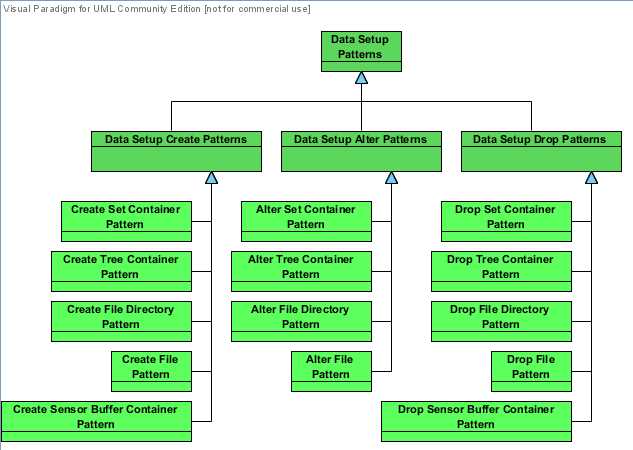 Visual Paradigm for UML Community Edition [not for commercial use]
Data Setup
Patterns
Data Setup Create Patterns
Data Setup Alter Patterns
Data Setup Drop Patterns
Create Set Container
Pattern
Alter Set Container
Pattern
Drop Set Container
Pattern
Create Tree Container
Pattern
Alter Tree Container
Pattern
Drop Tree Container
Pattern
Create File Directory
Pattern
Alter File Directory
Pattern
Drop File Directory
Pattern
Create File
Pattern
Alter File
Pattern
Drop File
Pattern
Create Sensor Buffer Container
Pattern
Drop Sensor Buffer Container
Pattern